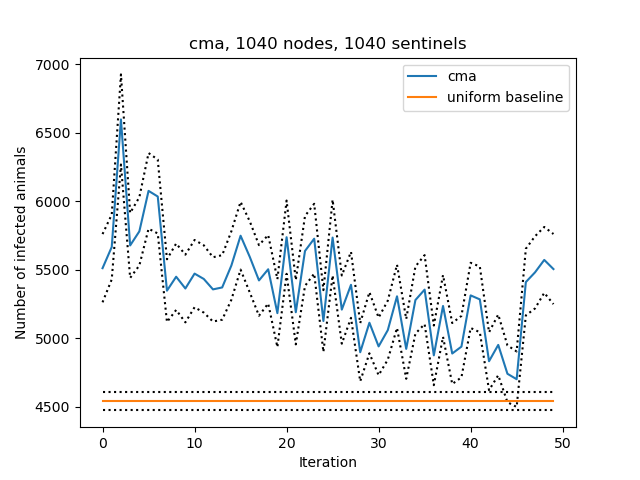 cma, 1040 nodes, 1040 sentinels
cma
uniform baseline
Number of infected animals
7000
6500
6000
5500
5000
4500
0 10 20 30 40 50
Iteration